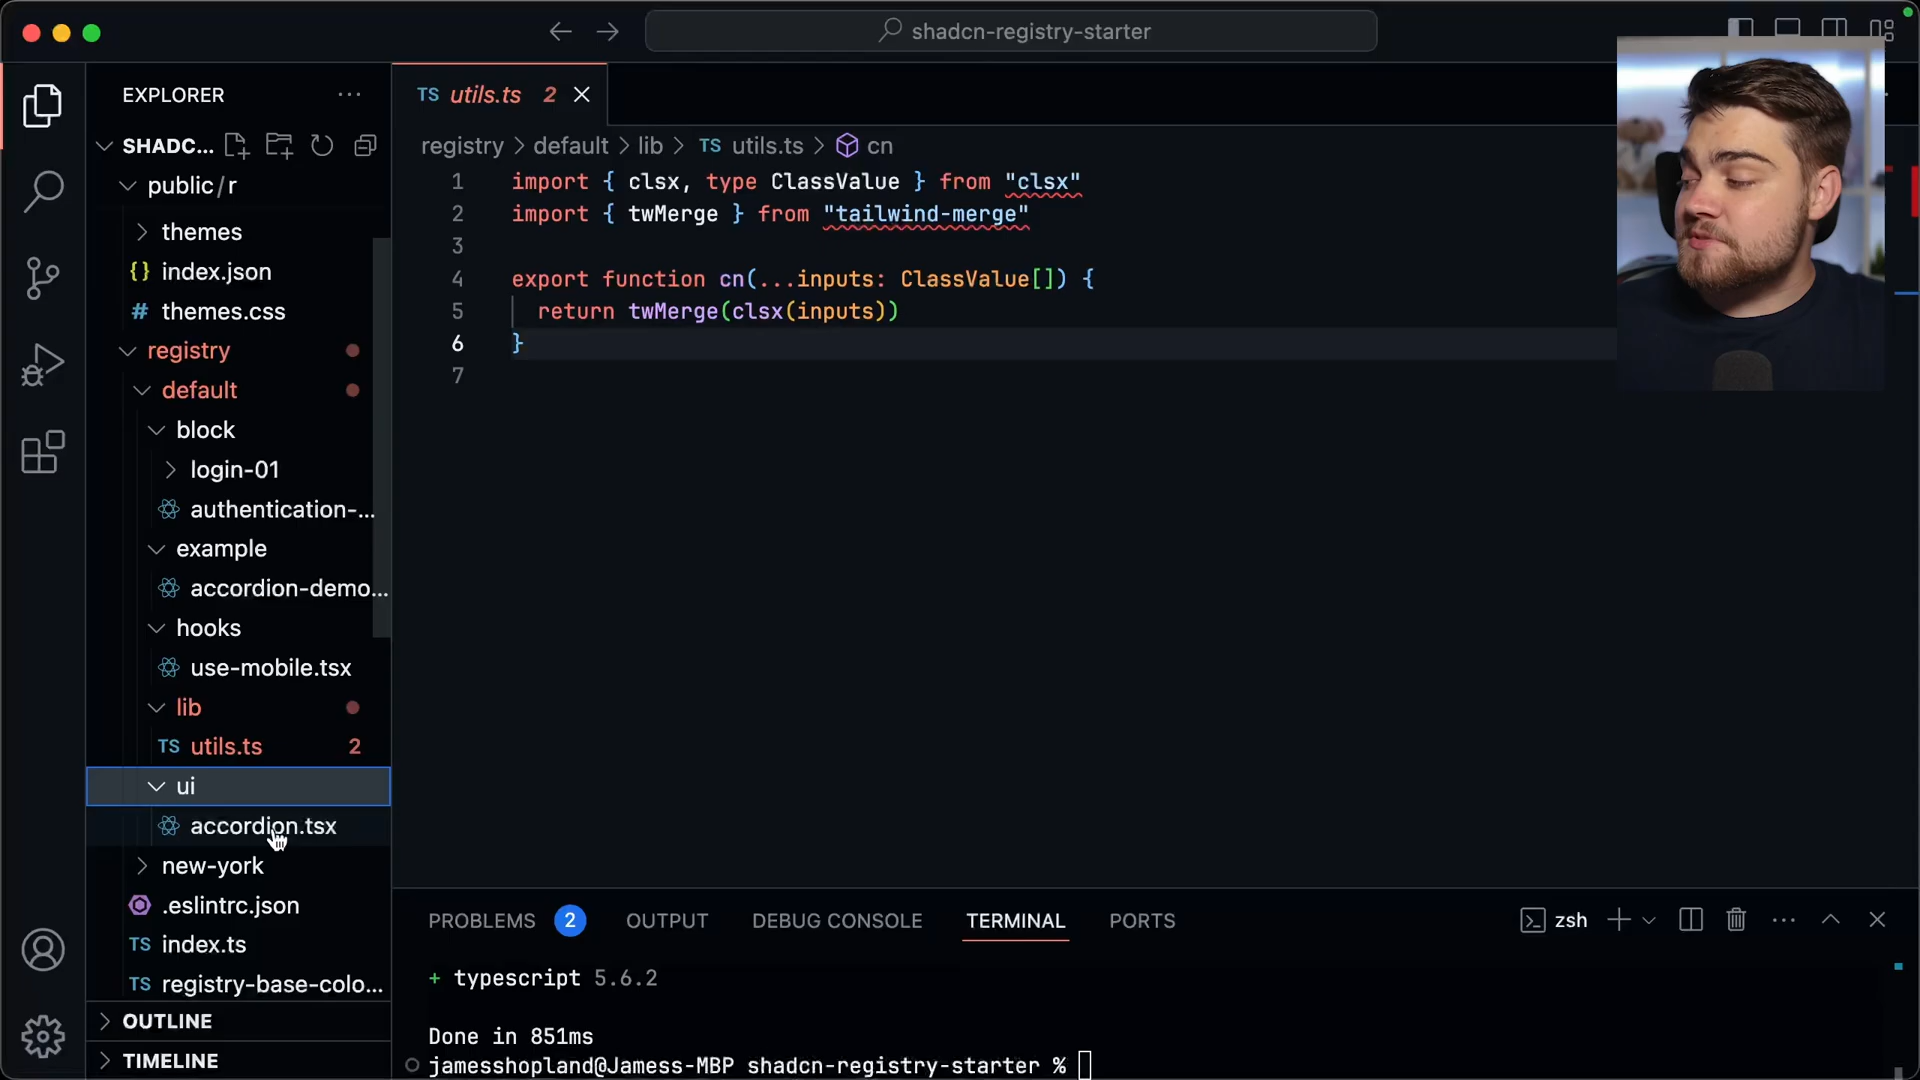 shadcn-registry-starter
EXPLORER
SHADC...
public/r
themes
{} index.json
# themes.css
registry
default
block
login-01
authentication-...
example
accordion-demo...
hooks
use-mobile.tsx
lib
TS utils.ts 2
ui
accordion.tsx
new-york
.eslintrc.json
TS index.ts
TS registry-base-colo...
OUTLINE
TIMELINE
TS utils.ts 2
registry > default > lib > TS utils.ts > cn
1 import { clsx, type ClassValue } from "clsx"
2 import { twMerge } from "tailwind-merge"
3
4 export function cn(...inputs: ClassValue[]) {
5 return twMerge(clsx(inputs))
6 }
7
PROBLEMS 2 OUTPUT DEBUG CONSOLE TERMINAL PORTS zsh
+ typescript 5.6.2
Done in 851ms
jamesshopland@Jamess-MBP shadcn-registry-starter %